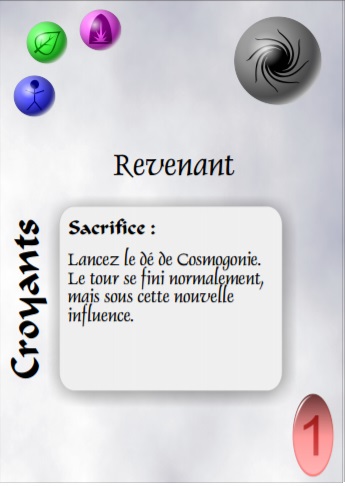 Revenant
Croyants
Sacrifice :
Lancez le dé de Cosmogonie.
Le tour se fini normalement,
mais sous cette nouvelle
influence.
1